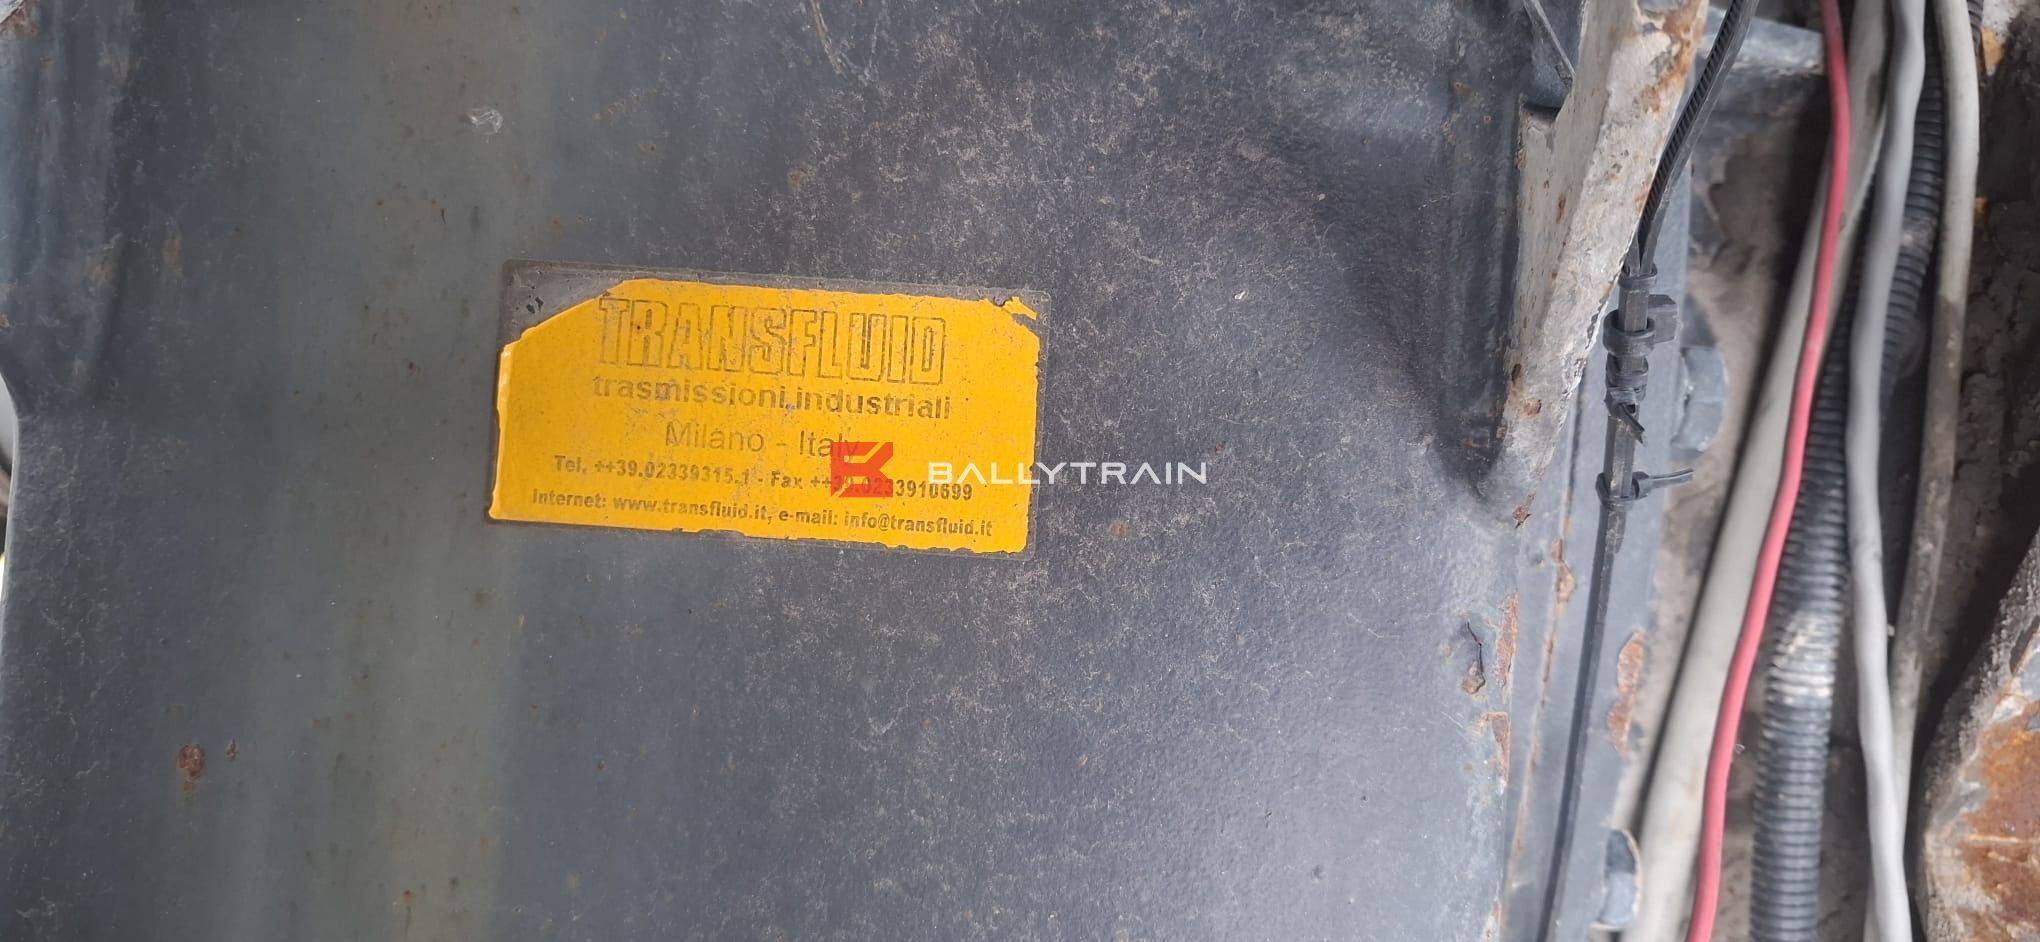 TRANSFLUID
trasmissioni industriali
Milano - Italy
Tel. ++39.02339315.1 - Fax ++39.0233910699
Internet: www.transfluid.it, e-mail: info@transfluid.it
BALLYTRAIN